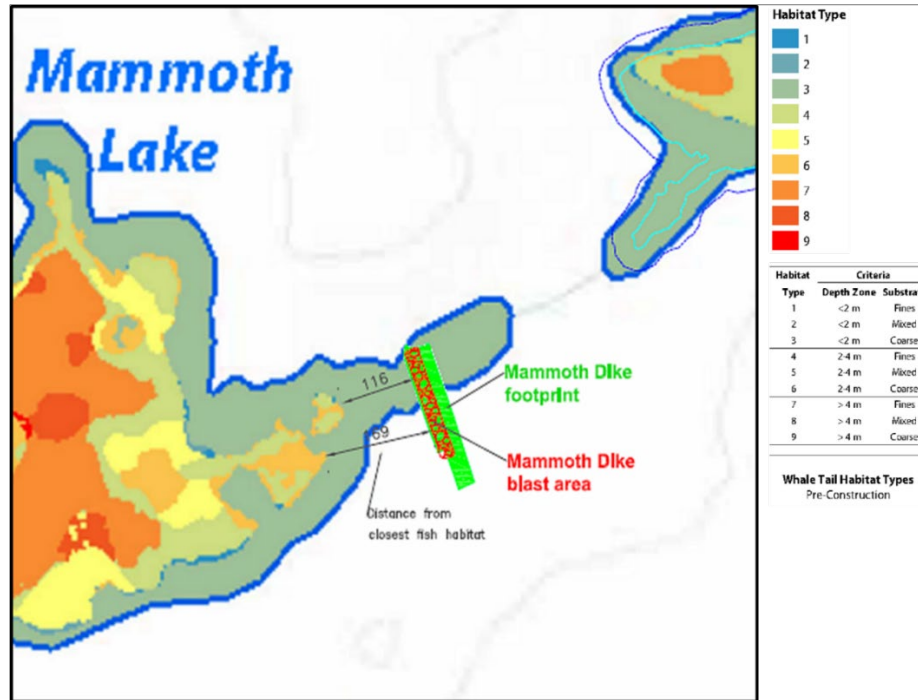 Mammoth
Lake
116
69
Mammoth Dike
footprint
Mammoth Dike
blast area
Distance from
closest fish habitat
Habitat Type
1
2
3
4
5
6
7
8
9
Habitat Criteria
Type Depth Zone Substrat
1 <2 m Fines
2 <2 m Mixed
3 <2 m Coarse
4 2-4 m Fines
5 2-4 m Mixed
6 2-4 m Coarse
7 >4 m Fines
8 >4 m Mixed
9 >4 m Coarse
Whale Tail Habitat Types
Pre-Construction